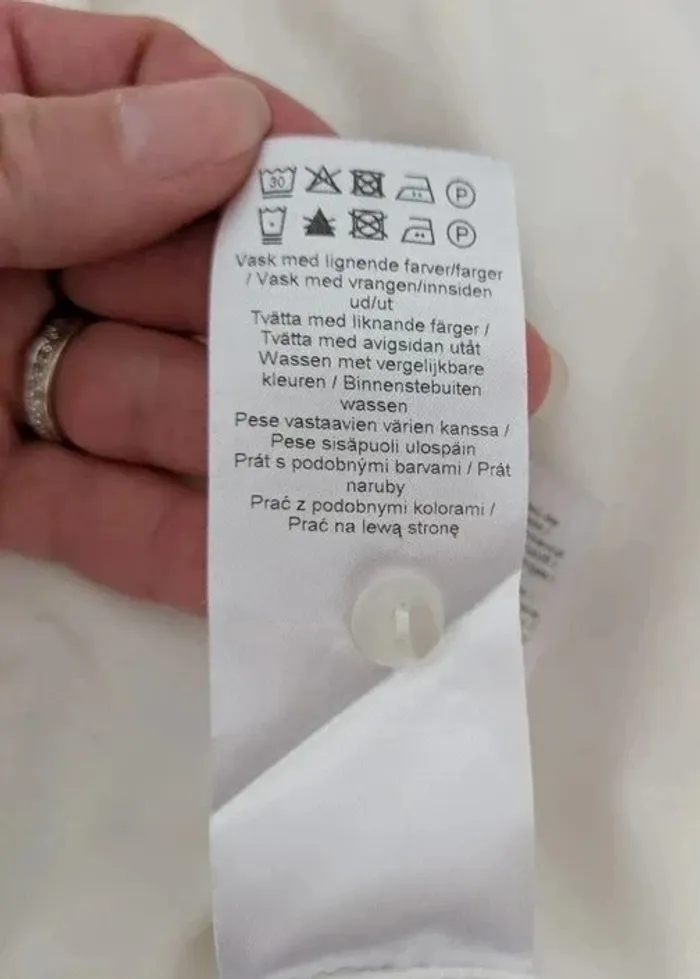 30 P
P
Vask med lignende farver/farger
/ Vask med vrangen/innsiden
ud/ut
Tvätta med liknande färger /
Tvätta med avigsidan utåt
Wassen met vergelijkbare
kleuren / Binnenstebuiten
wassen
Pese vastaavien värien kanssa /
Pese sisäpuoli ulospäin
Prát s podobnými barvami / Prát
naruby
Prać z podobnymi kolorami /
Prać na lewą stronę